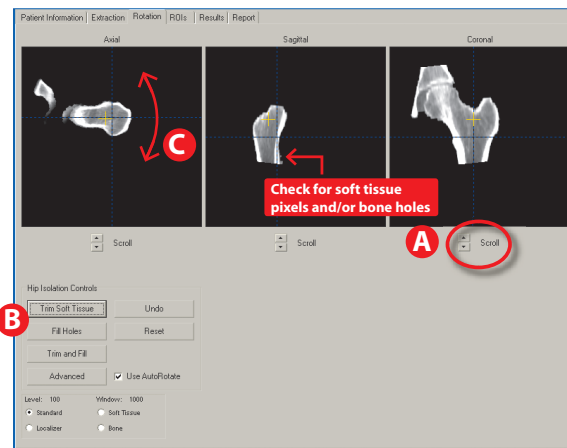 Patient Information Extraction Rotation ROIs Results Report
Axial Sagittal Coronal
C
Check for soft tissue
pixels and/or bone holes
A
Scroll Scroll Scroll
Hip Isolation Controls
B
Trim Soft Tissue Undo
Fill Holes Reset
Trim and Fill
Advanced Use AutoRotate
Level: 100 Window: 1000
Standard Soft Tissue
Localizer Bone